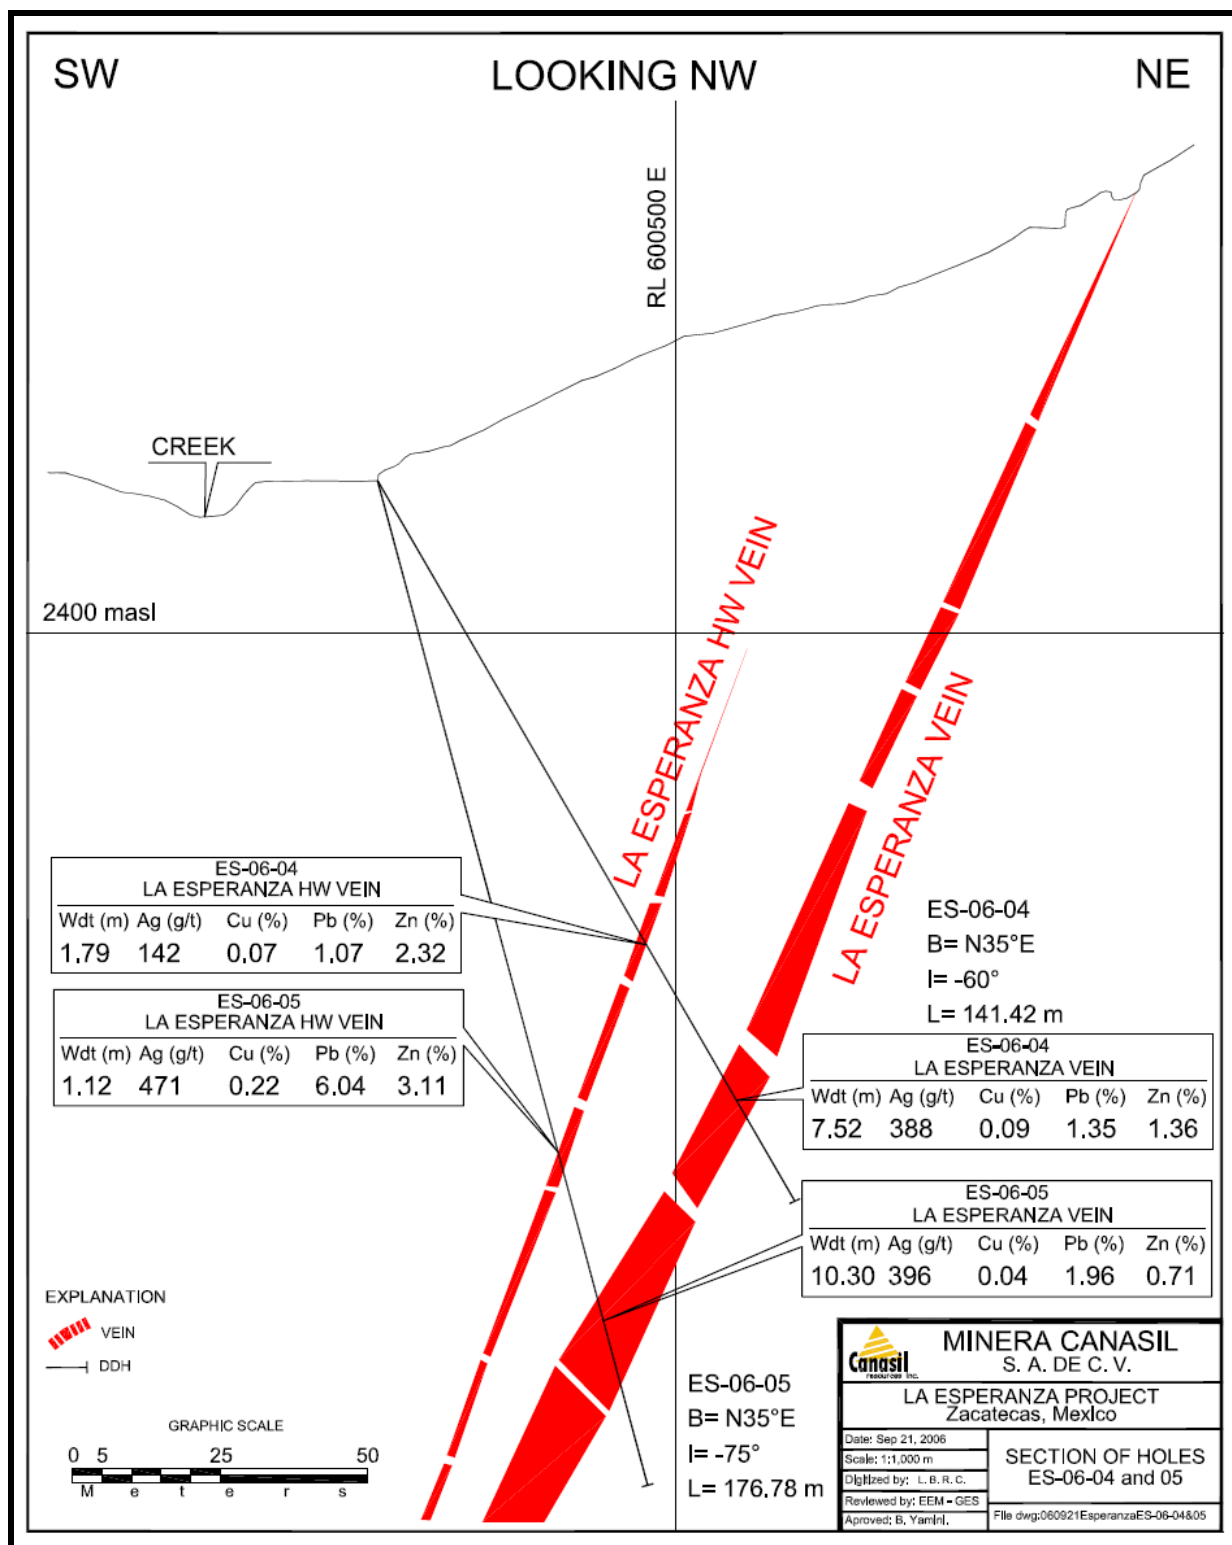 SW LOOKING NW NE
RL 600500 E
CREEK
2400 masl
LA ESPERANZA HW VEIN
LA ESPERANZA VEIN
ES-06-04
LA ESPERANZA HW VEIN
Wdt (m) Ag (g/t) Cu (%) Pb (%) Zn (%)
1.79 142 0.07 1.07 2.32
ES-06-05
LA ESPERANZA HW VEIN
Wdt (m) Ag (g/t) Cu (%) Pb (%) Zn (%)
1.12 471 0.22 6.04 3.11
ES-06-04
B= N35°E
I= -60°
L= 141.42 m
ES-06-04
LA ESPERANZA VEIN
Wdt (m) Ag (g/t) Cu (%) Pb (%) Zn (%)
7.52 388 0.09 1.35 1.36
ES-06-05
LA ESPERANZA VEIN
Wdt (m) Ag (g/t) Cu (%) Pb (%) Zn (%)
10.30 396 0.04 1.96 0.71
EXPLANATION
VEIN
DDH
GRAPHIC SCALE
0 5 25 50
M e t e r s
ES-06-05
B= N35°E
I= -75°
L= 176.78 m
Canasil
resources inc.
MINERA CANASIL
S. A. DE C. V.
LA ESPERANZA PROJECT
Zacatecas, Mexico
Date: Sep 21, 2006
Scale: 1:1,000 m
Digitized by: L. B. R. C.
Reviewed by: EEM - GES
Aproved: B. Yamini.
SECTION OF HOLES
ES-06-04 and 05
File dwg:060921EsperanzaES-06-04&05